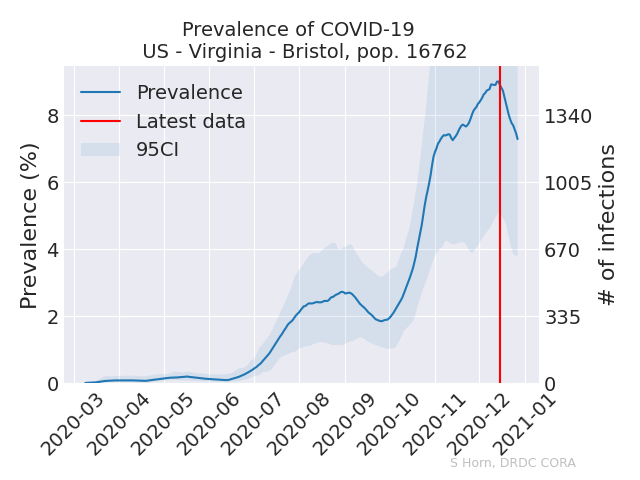 Prevalence of COVID-19
US - Virginia - Bristol, pop. 16762
Prevalence
Latest data
95CI
Prevalence (%)
8
6
4
2
0
# of infections
1340
1005
670
335
0
2020-03
2020-04
2020-05
2020-06
2020-07
2020-08
2020-09
2020-10
2020-11
2020-12
2021-01
S Horn, DRDC CORA